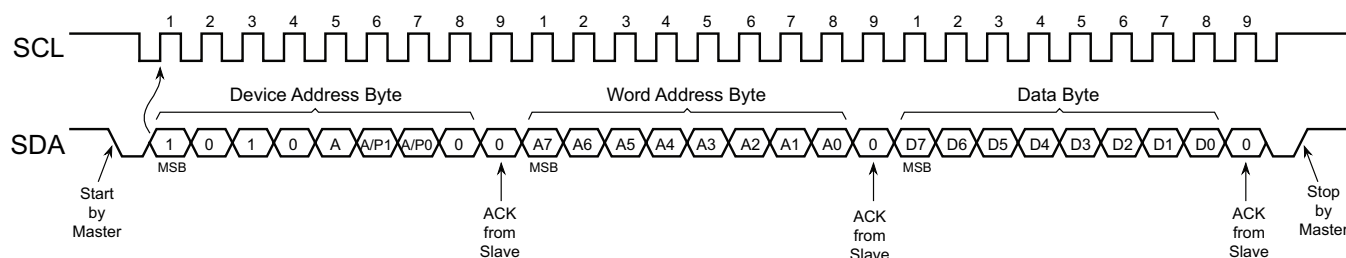 1 2 3 4 5 6 7 8 9 1 2 3 4 5 6 7 8 9 1 2 3 4 5 6 7 8 9
SCL
Device Address Byte Word Address Byte Data Byte
SDA 1 0 1 0 A A/P1 A/P0 0 0 A7 A6 A5 A4 A3 A2 A1 A0 0 D7 D6 D5 D4 D3 D2 D1 D0 0
MSB MSB MSB
Start
by
Master
ACK
from
Slave
ACK
from
Slave
ACK
from
Slave
Stop
by
Master